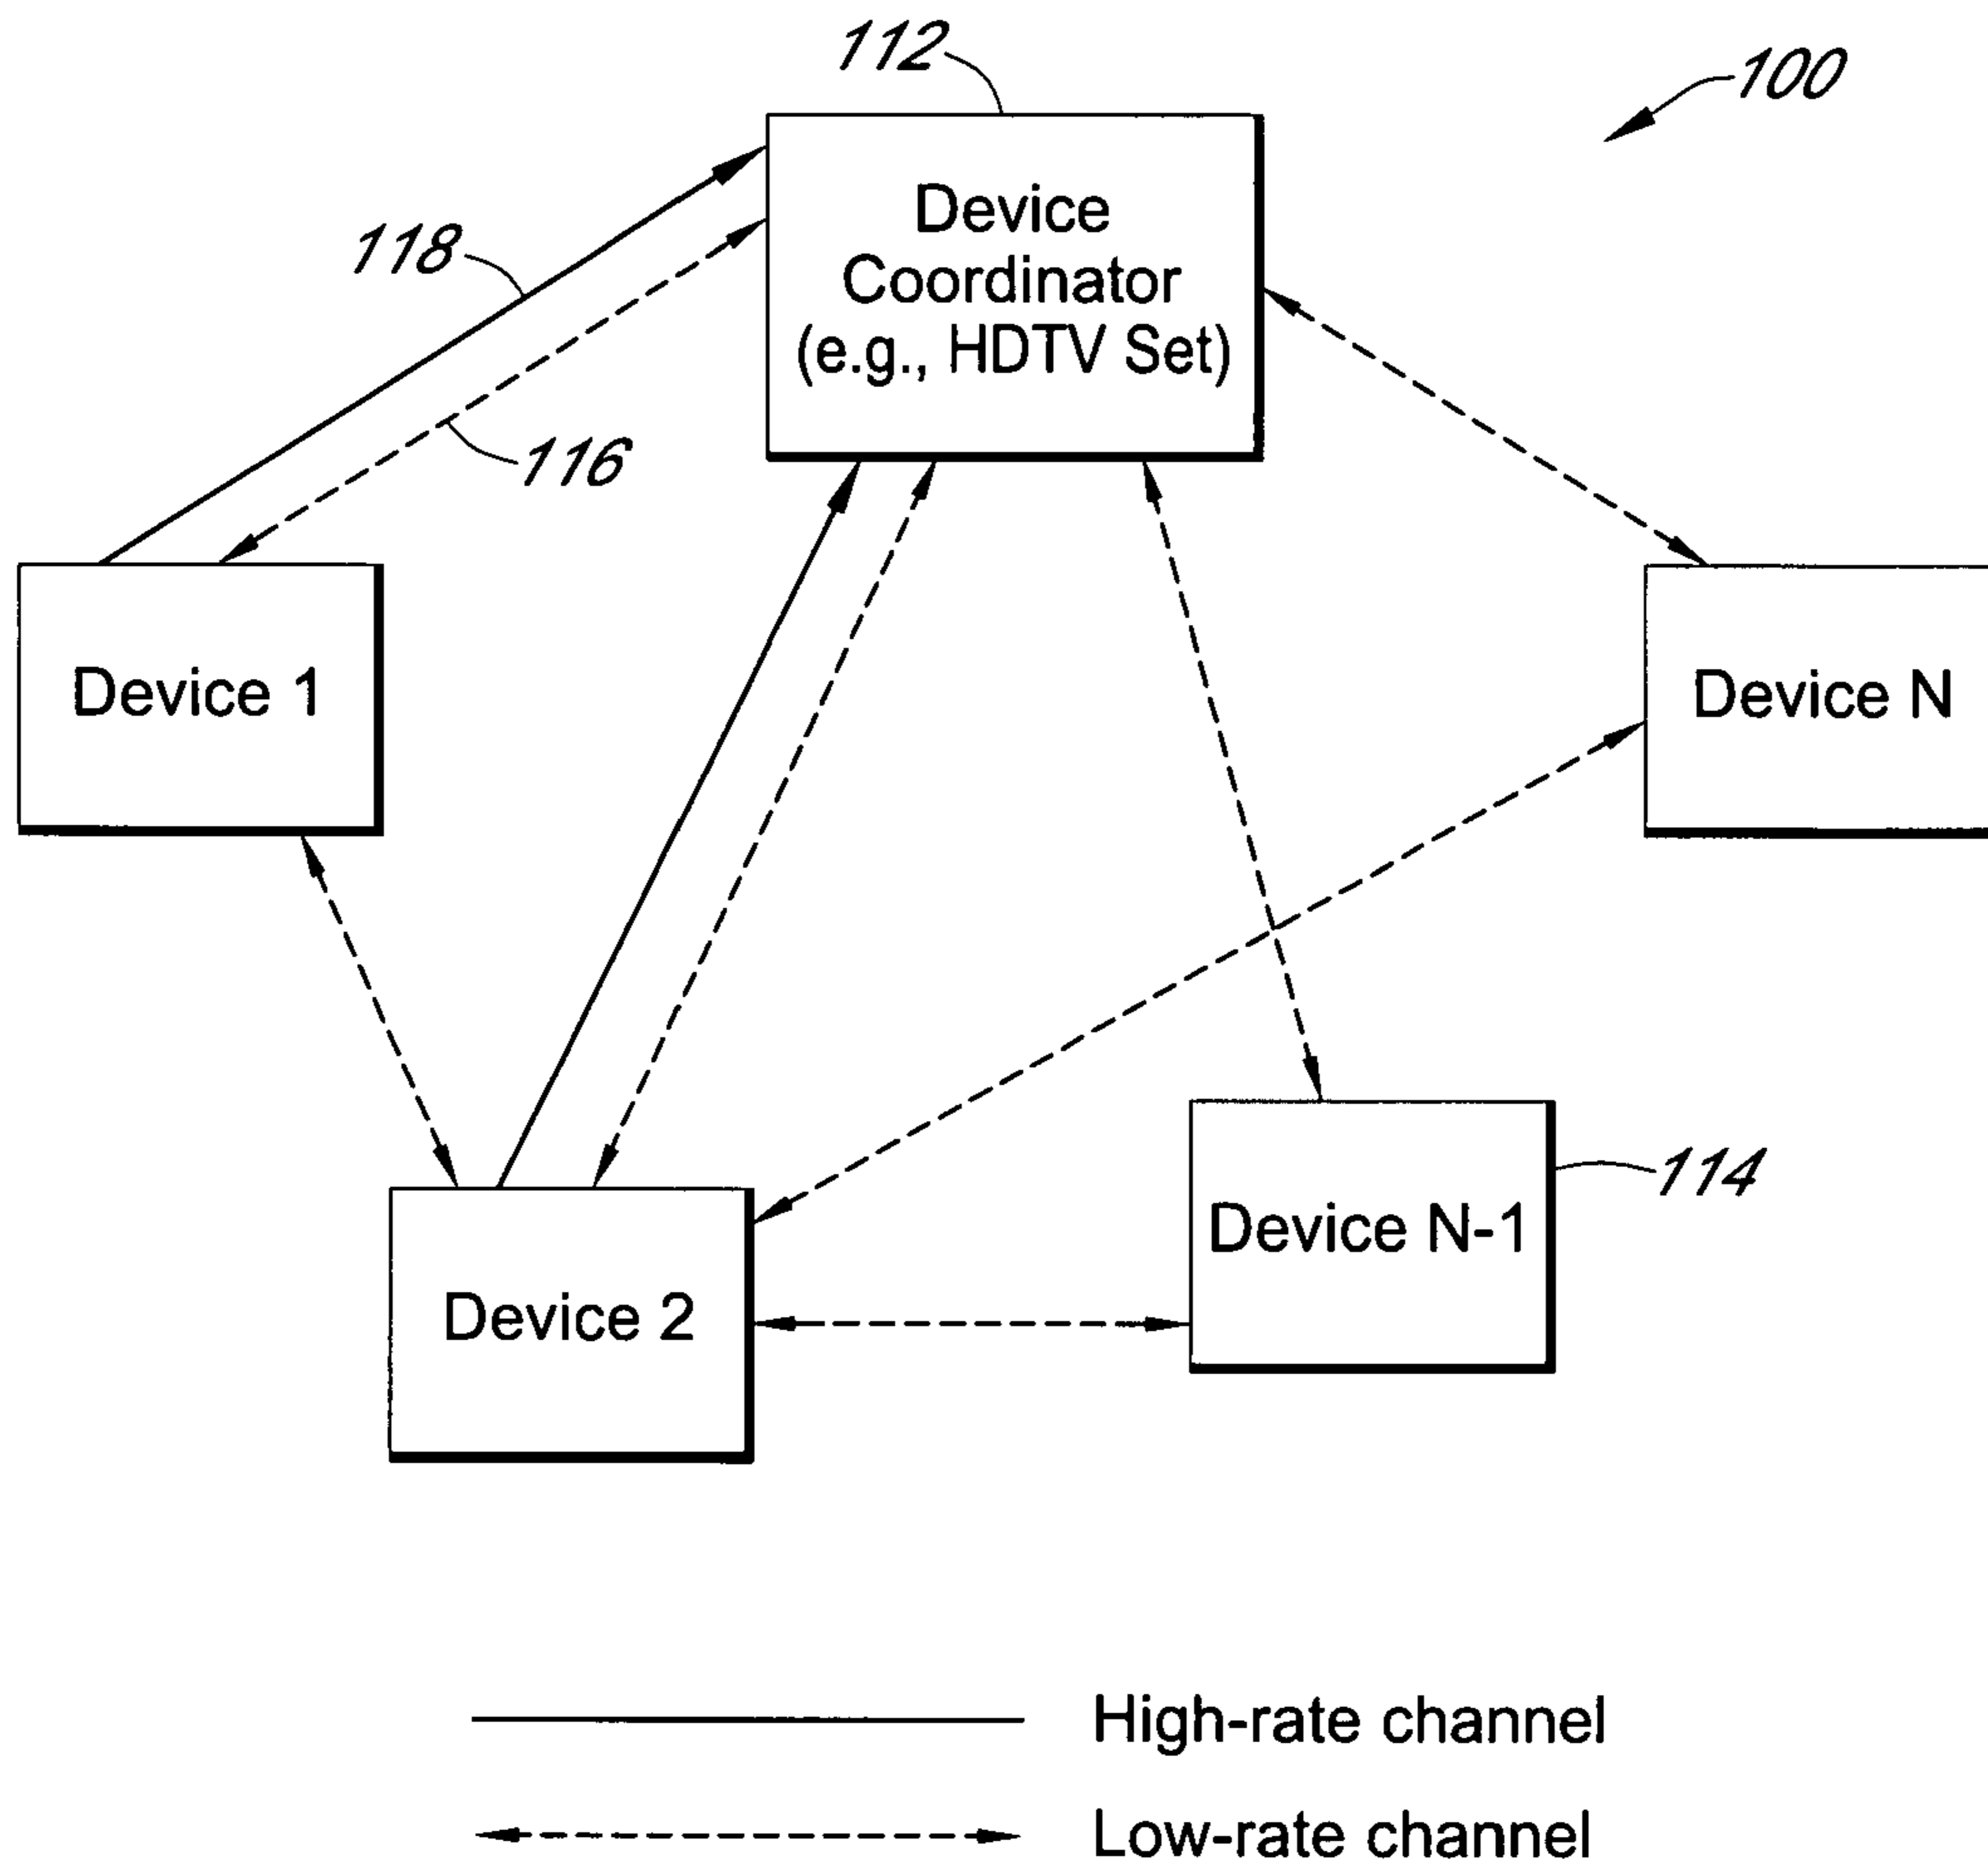 112
100
Device
Coordinator
(e.g., HDTV Set)
118
116
Device 1
Device N
Device N-1
114
Device 2
High-rate channel
Low-rate channel